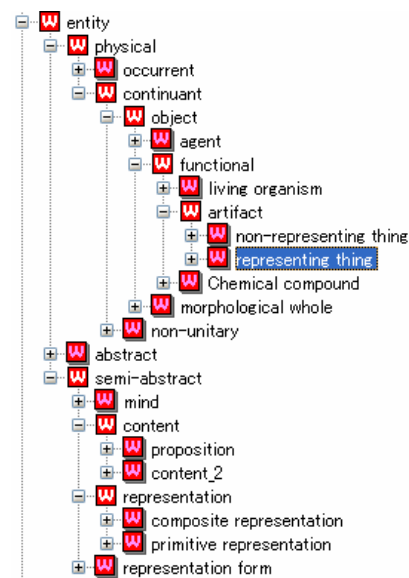 entity
physical
occurrent
continuant
object
agent
functional
living organism
artifact
non-representing thing
representing thing
Chemical compound
morphological whole
non-unitary
abstract
semi-abstract
mind
content
proposition
content_2
representation
composite representation
primitive representation
representation form